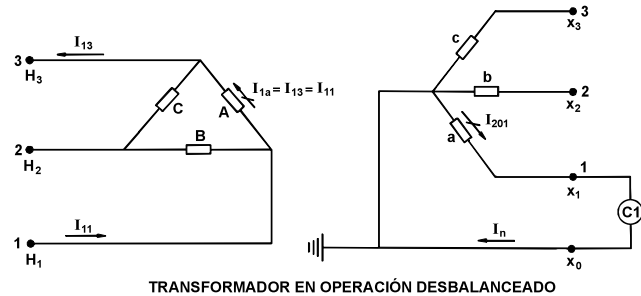 I13
3
H3
C
A
I1a = I13 = I11
B
2
H2
I11
1
H1
3
x3
c
b
2
x2
a
I201
1
x1
C1
In
x0
TRANSFORMADOR EN OPERACIÓN DESBALANCEADO